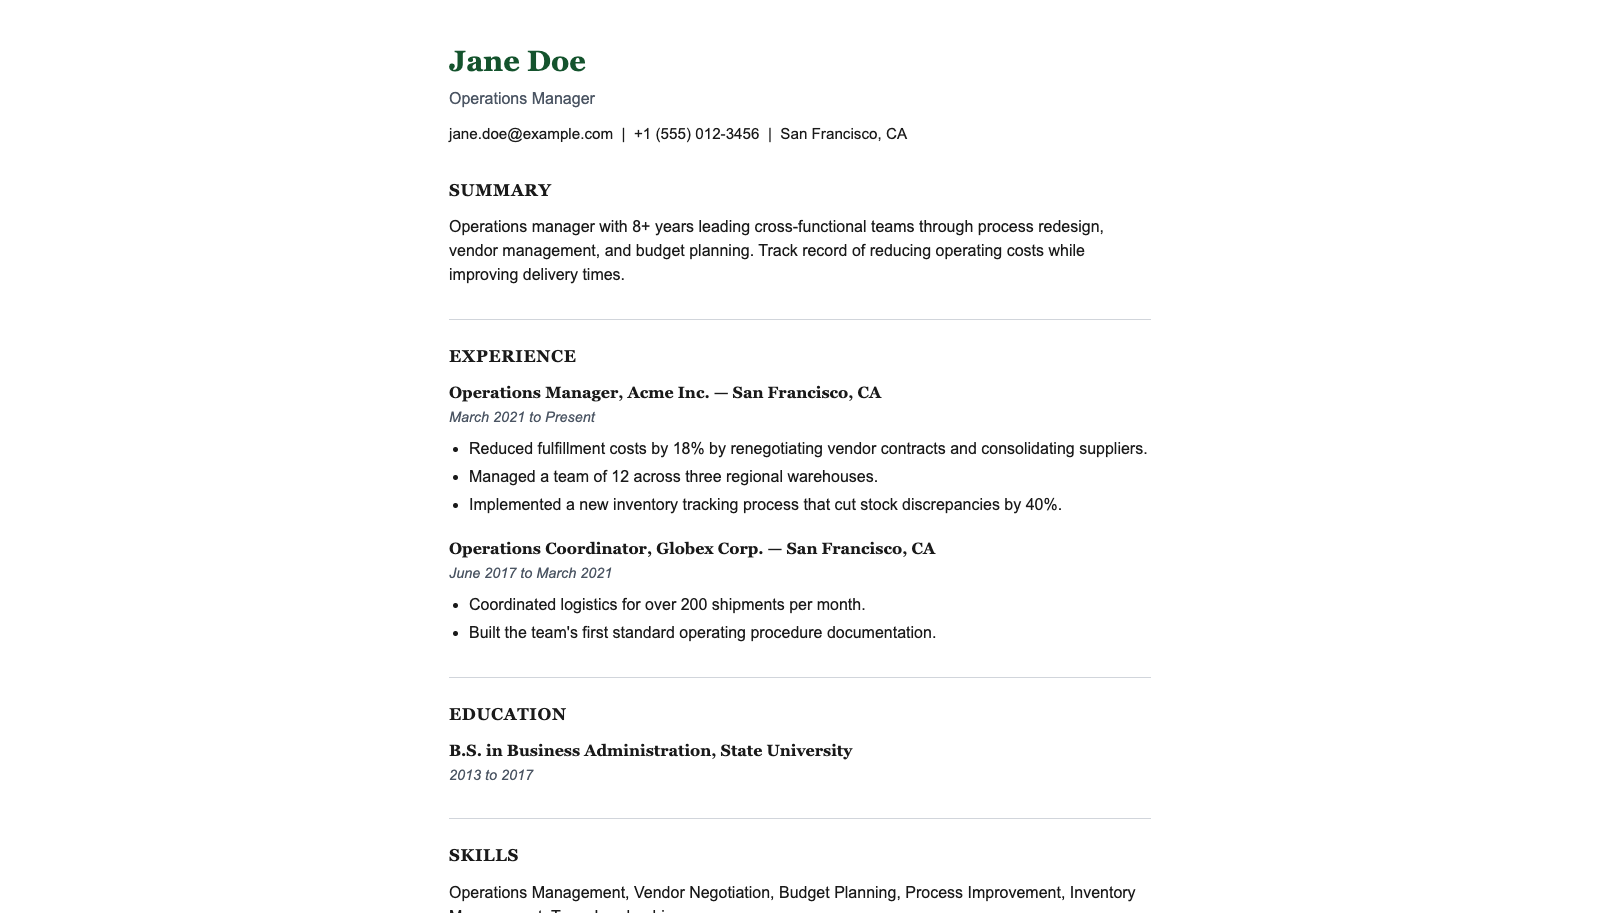 Jane Doe
Operations Manager
jane.doe@example.com | +1 (555) 012-3456 | San Francisco, CA
SUMMARY
Operations manager with 8+ years leading cross-functional teams through process redesign,
vendor management, and budget planning. Track record of reducing operating costs while
improving delivery times.
EXPERIENCE
Operations Manager, Acme Inc. — San Francisco, CA
March 2021 to Present
• Reduced fulfillment costs by 18% by renegotiating vendor contracts and consolidating suppliers.
• Managed a team of 12 across three regional warehouses.
• Implemented a new inventory tracking process that cut stock discrepancies by 40%.
Operations Coordinator, Globex Corp. — San Francisco, CA
June 2017 to March 2021
• Coordinated logistics for over 200 shipments per month.
• Built the team's first standard operating procedure documentation.
EDUCATION
B.S. in Business Administration, State University
2013 to 2017
SKILLS
Operations Management, Vendor Negotiation, Budget Planning, Process Improvement, Inventory